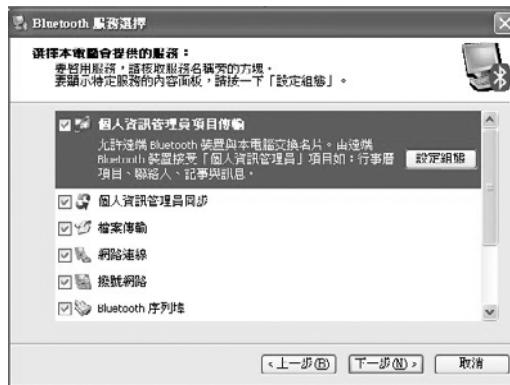 Bluetooth 服務選擇
選擇本電腦會提供的服務：
要啓用服務，請核取服務名稱旁的方塊。
要顯示特定服務的內容面板，請按一下「設定組態」。
個人資訊管理員項目傳輸
允許遠端 Bluetooth 裝置與本電腦交換名片。由遠端
Bluetooth 裝置接受「個人資訊管理員」項目如：行事曆
項目、聯絡人、記事與訊息。
設定組態
個人資訊管理員同步
檔案傳輸
網路連線
撥號網路
Bluetooth 序列埠
<上一步(B)
下一步(N)>
取消